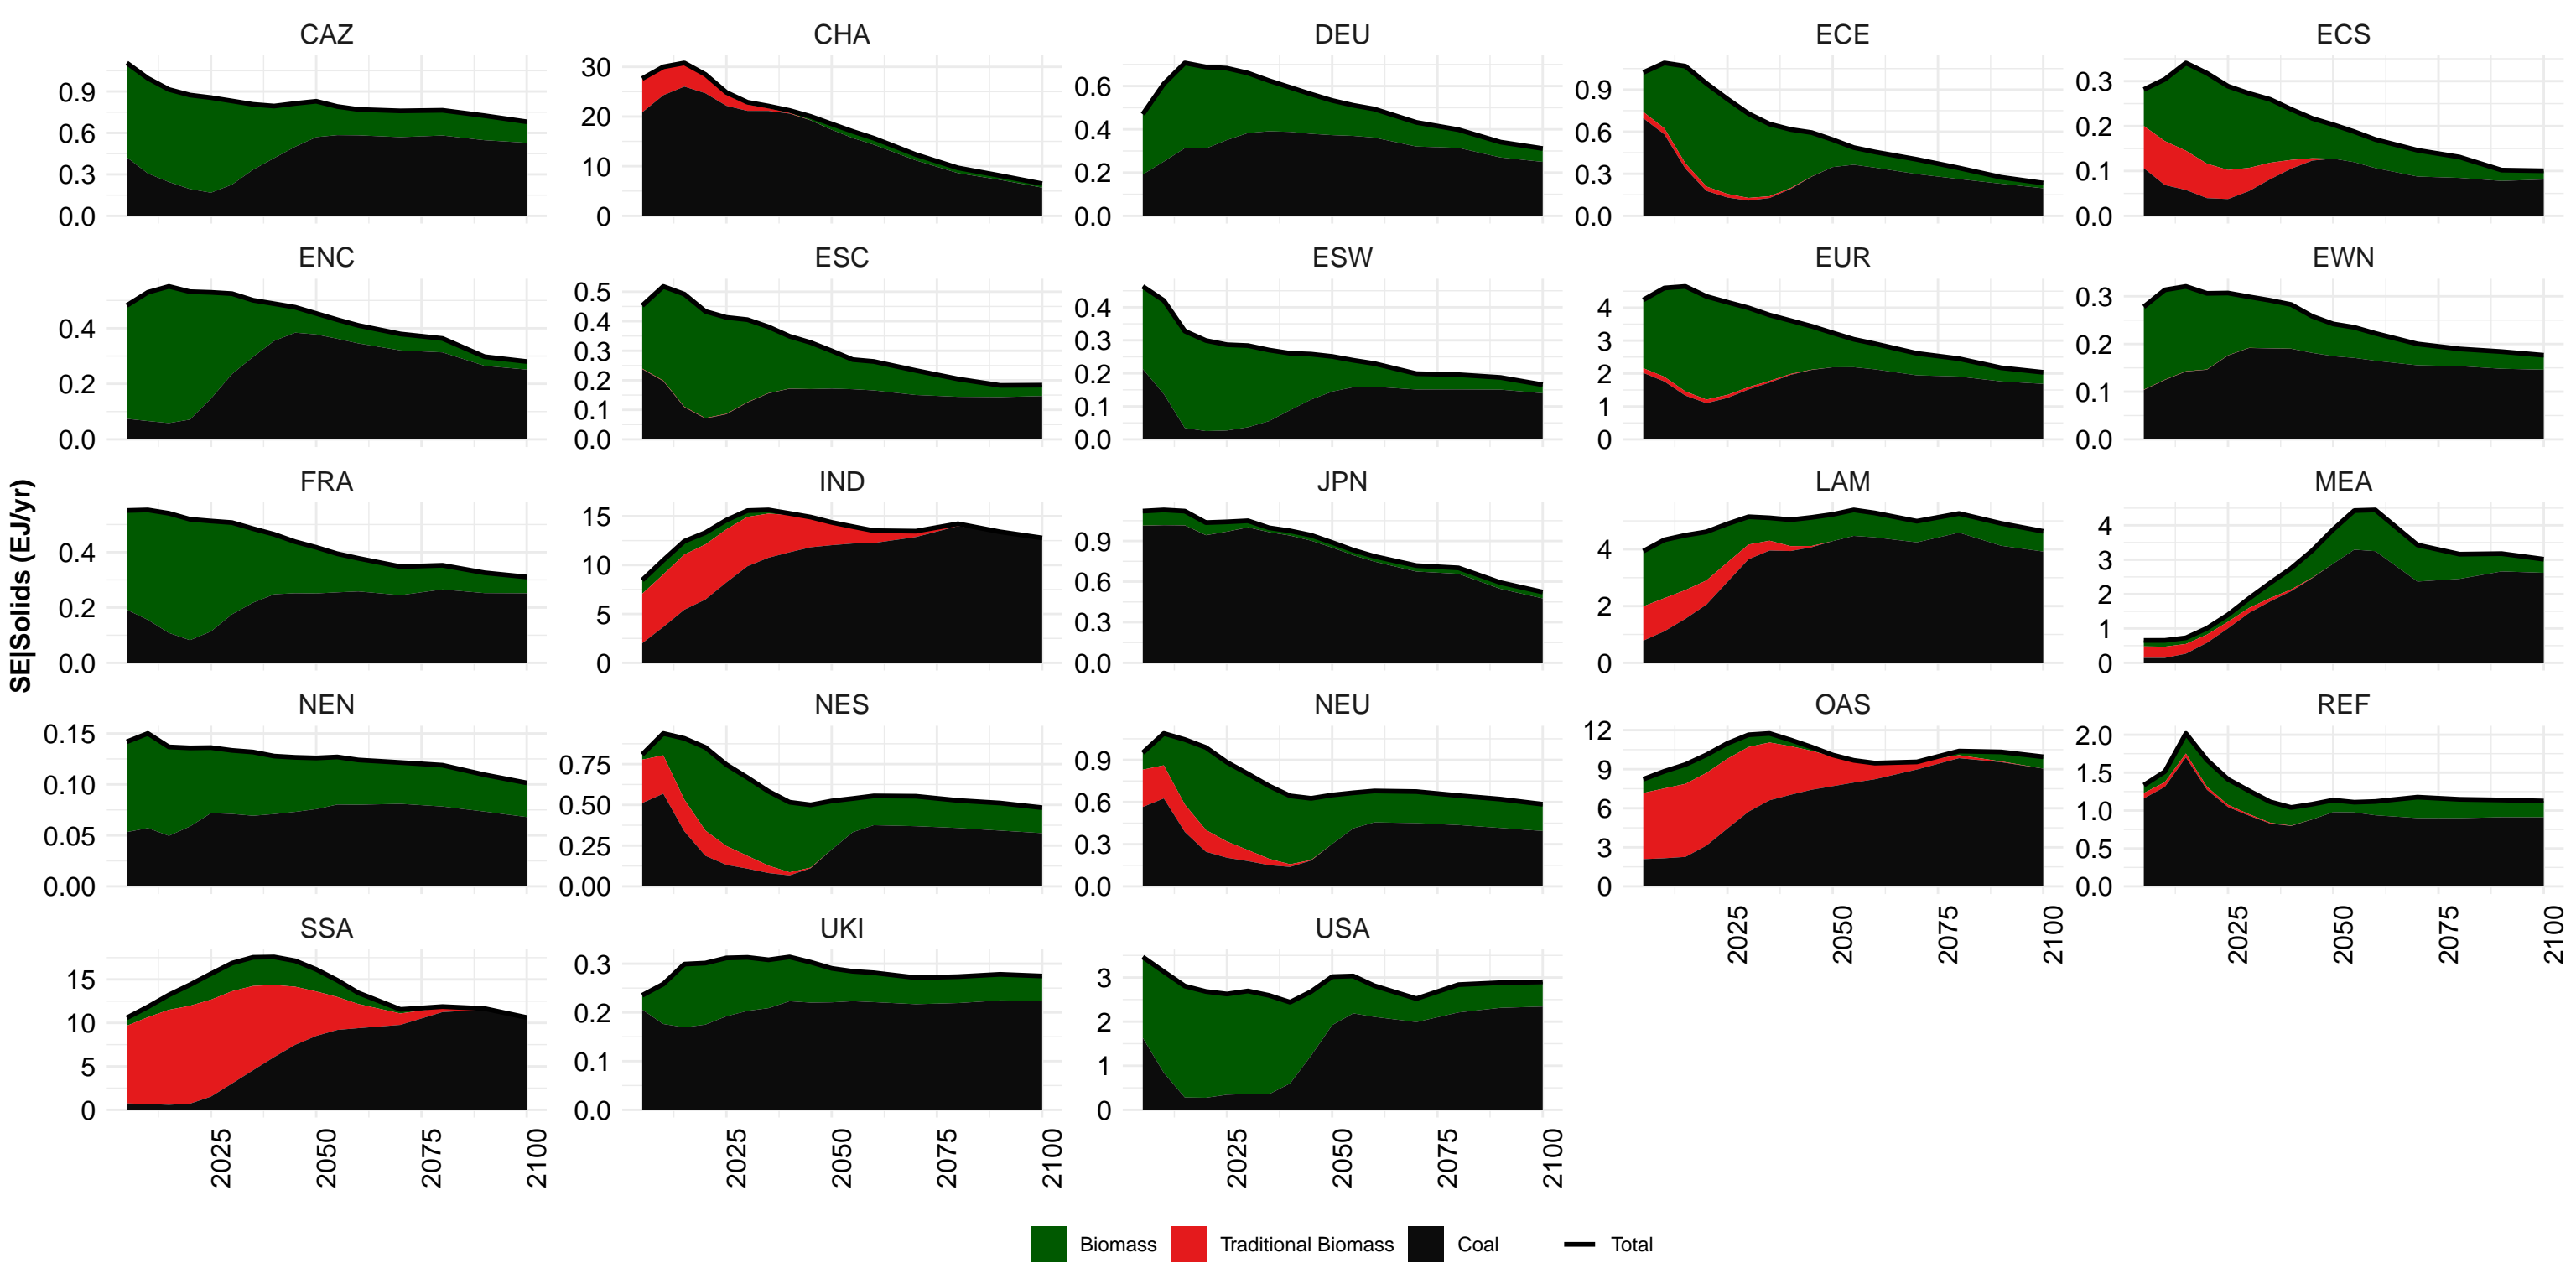 CAZ CHA DEU ECE ECS
0.9 0.6 0.3 0.0
30 20 10 0
0.6 0.4 0.2 0.0
0.9 0.6 0.3 0.0
0.3 0.2 0.1 0.0
ENC ESC ESW EUR EWN
0.4 0.2 0.0
0.5 0.4 0.3 0.2 0.1 0.0
0.4 0.3 0.2 0.1 0.0
4 3 2 1 0
0.3 0.2 0.1 0.0
SE|Solids (EJ/yr)
FRA IND JPN LAM MEA
0.4 0.2 0.0
15 10 5 0
0.9 0.6 0.3 0.0
4 2 0
4 3 2 1 0
NEN NES NEU OAS REF
0.15 0.10 0.05 0.00
0.75 0.50 0.25 0.00
0.9 0.6 0.3 0.0
12 9 6 3 0
2.0 1.5 1.0 0.5 0.0
2025 2050 2075 2100
2025 2050 2075 2100
SSA UKI USA
15 10 5 0
0.3 0.2 0.1 0.0
3 2 1 0
2025 2050 2075 2100
2025 2050 2075 2100
2025 2050 2075 2100
Biomass Traditional Biomass Coal Total